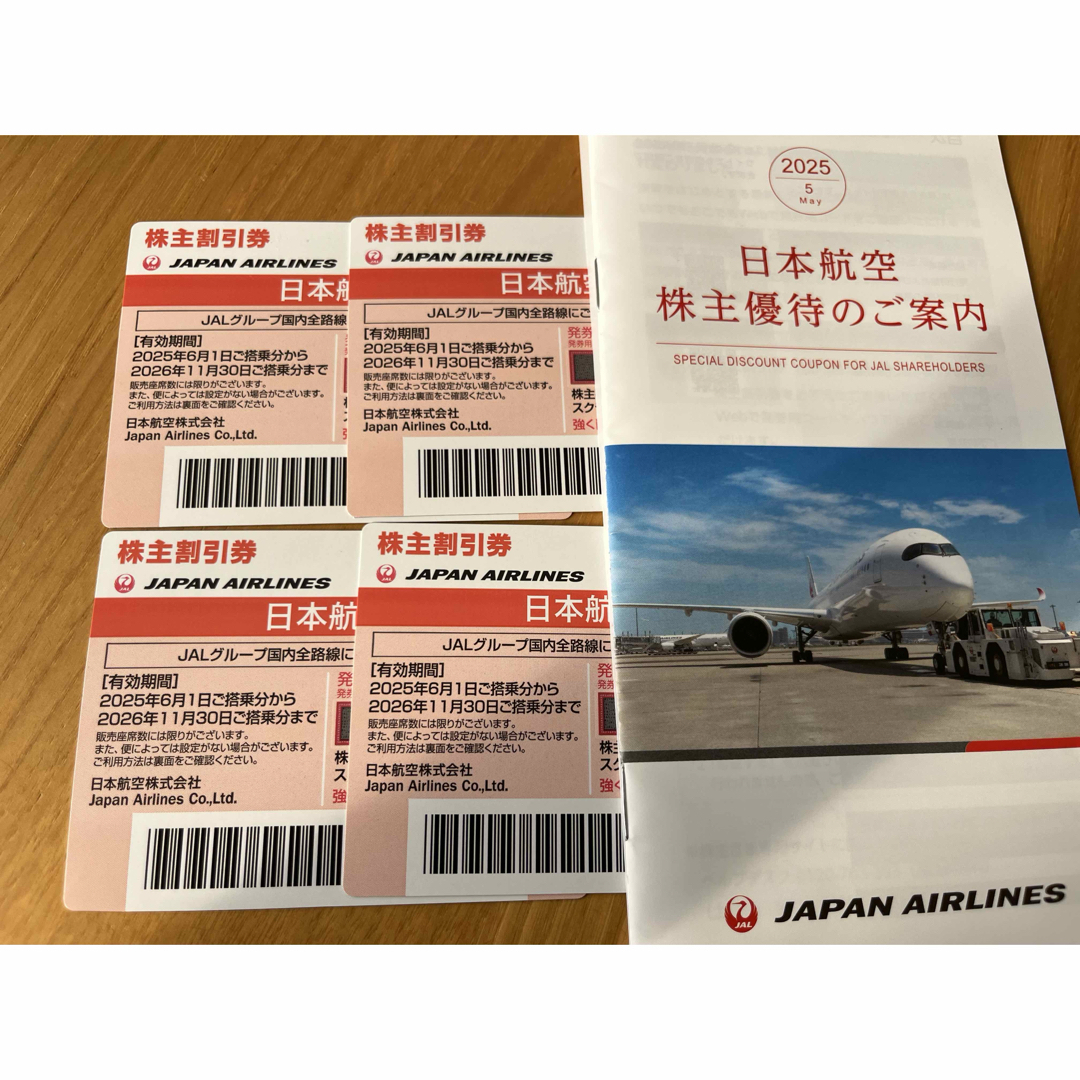 株主割引券
JAL
JAPAN AIRLINES
日本航
JALグループ国内全路線
[有効期間]
2025年6月1日ご搭乗分から
2026年11月30日ご搭乗分まで
販売座席数には限りがございます。
また、便によっては設定がない場合がございます。
ご利用方法は裏面をご確認ください。
日本航空株式会社
Japan Airlines Co.,Ltd.
株主割引券
JAL
JAPAN AIRLINES
日本航空
JALグループ国内全路線にご
[有効期間]
2025年6月1日ご搭乗分から
2026年11月30日ご搭乗分まで
販売座席数には限りがございます。
また、便によっては設定がない場合がございます。
ご利用方法は裏面をご確認ください。
日本航空株式会社
Japan Airlines Co.,Ltd.
発券
発券用
株主
スク
強く
株主割引券
JAL
JAPAN AIRLINES
日本航
JALグループ国内全路線に
[有効期間]
2025年6月1日ご搭乗分から
2026年11月30日ご搭乗分まで
販売座席数には限りがございます。
また、便によっては設定がない場合がございます。
ご利用方法は裏面をご確認ください。
日本航空株式会社
Japan Airlines Co.,Ltd.
発
発券
株
ス
強
株主割引券
JAL
JAPAN AIRLINES
日本航
JALグループ国内全路線に
[有効期間]
2025年6月1日ご搭乗分から
2026年11月30日ご搭乗分まで
販売座席数には限りがございます。
また、便によっては設定がない場合がございます。
ご利用方法は裏面をご確認ください。
日本航空株式会社
Japan Airlines Co.,Ltd.
発
発券
株主
スク
強く
2025
5
May
日本航空
株主優待のご案内
SPECIAL DISCOUNT COUPON FOR JAL SHAREHOLDERS
JAL
JAPAN AIRLINES